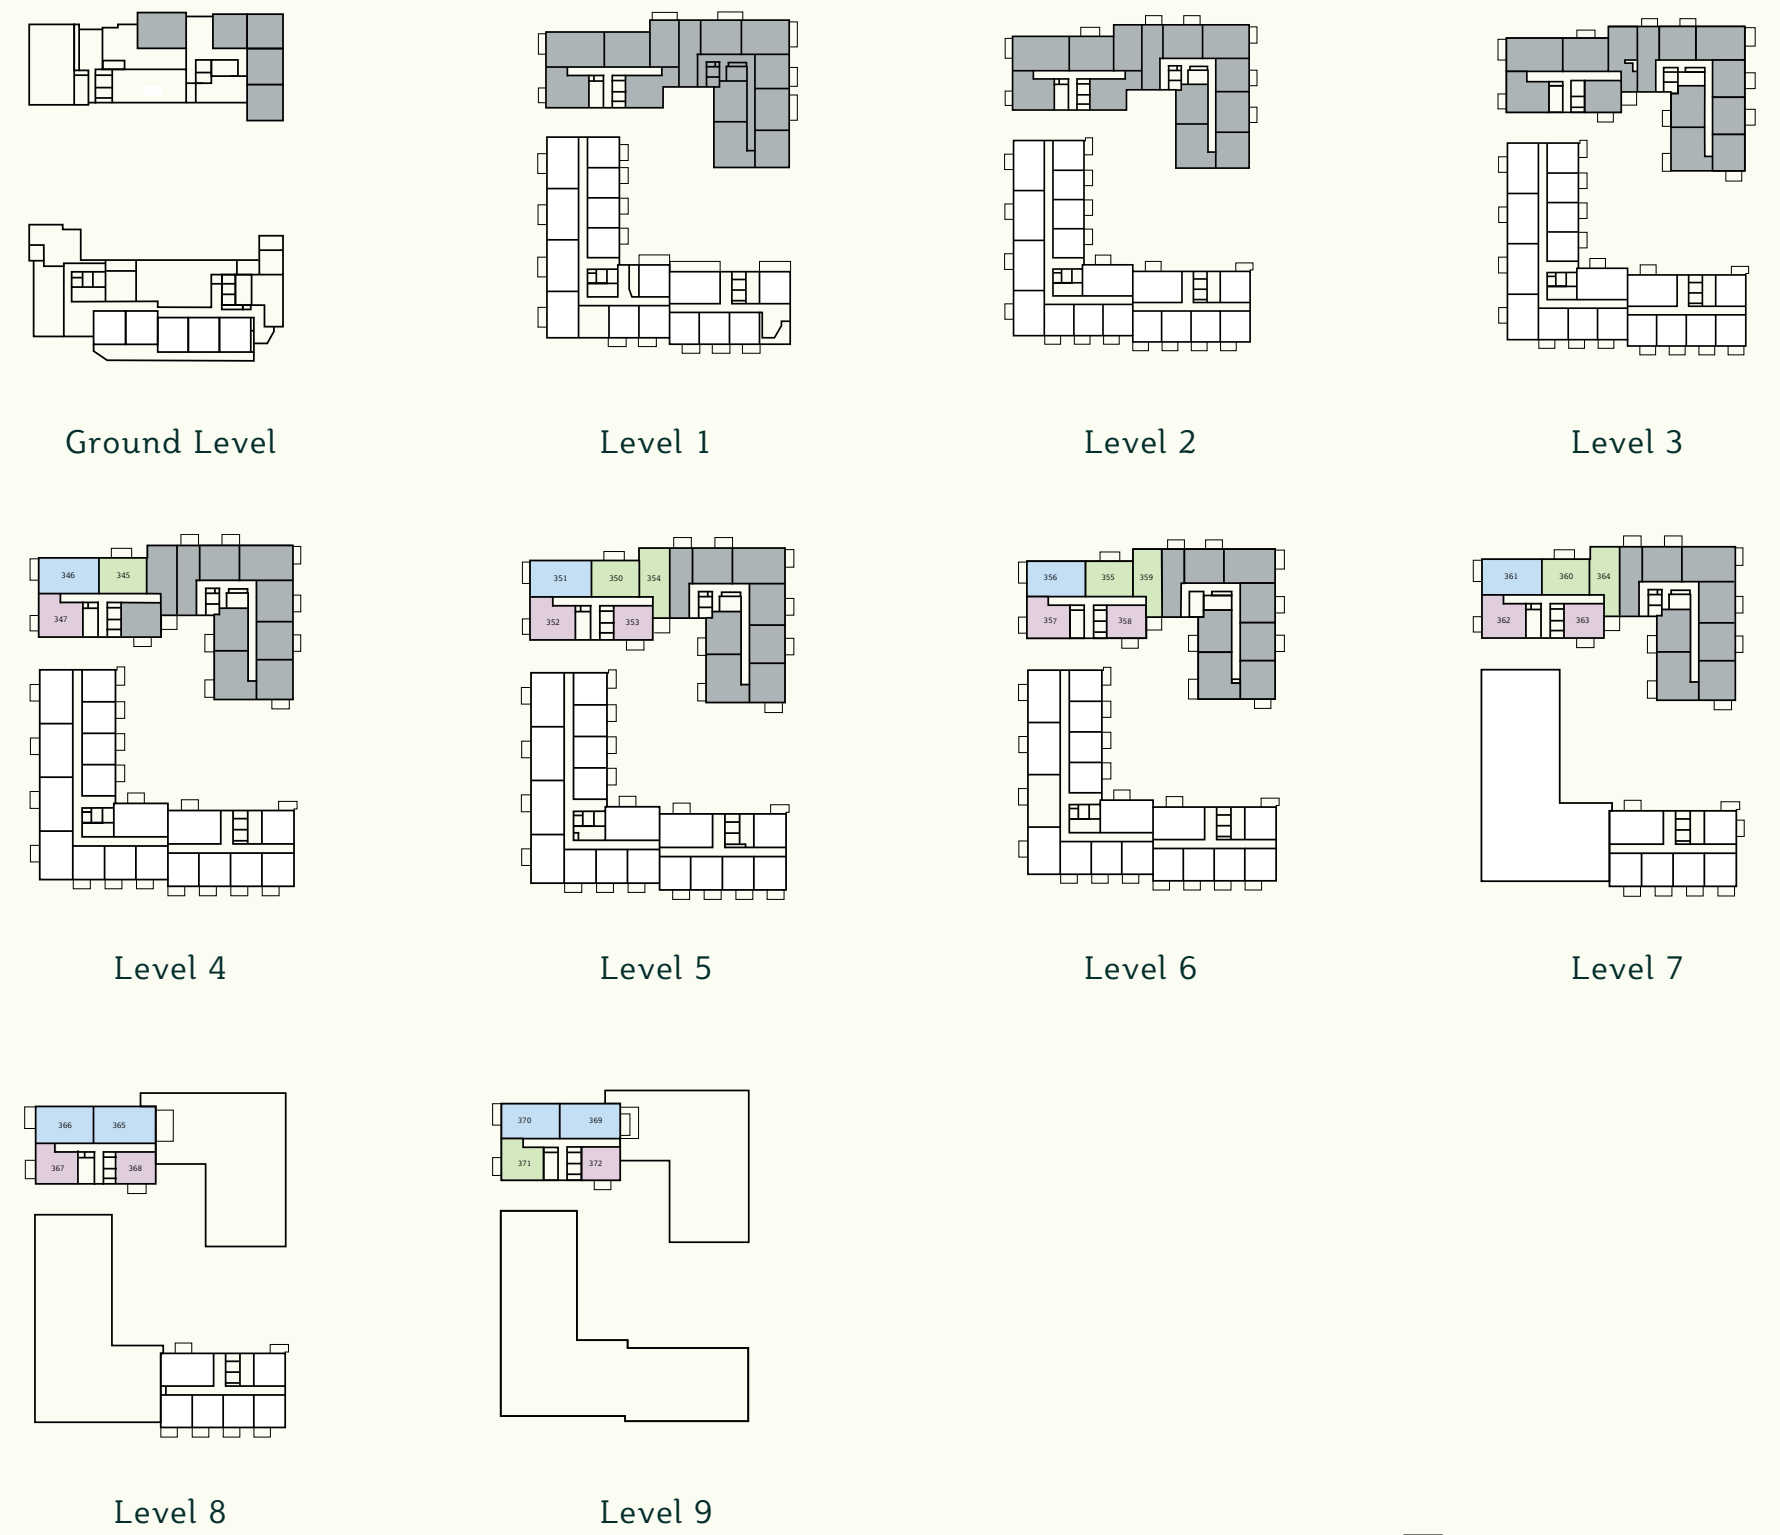 Ground Level
Level 1
Level 2
Level 3
346 345
347
351 350 354
352 353
356 355 359
357 358
361 360 364
362 363
Level 4
Level 5
Level 6
Level 7
366 365
367 368
370 369
371 372
Level 8
Level 9